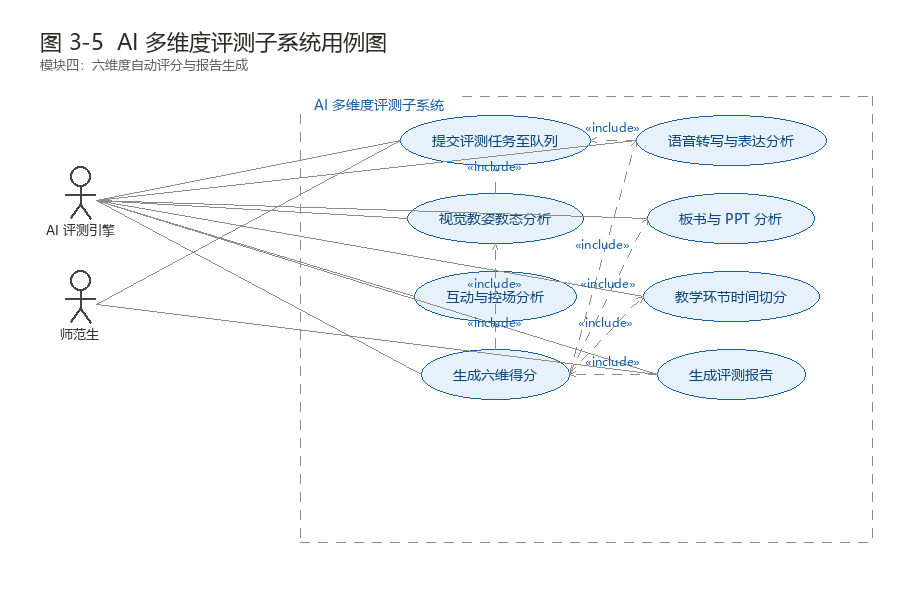 图 3-5 AI 多维度评测子系统用例图
模块四：六维度自动评分与报告生成
AI 多维度评测子系统
提交评测任务至队列
«include»
语音转写与表达分析
«include»
AI 评测引擎
视觉教姿教态分析
板书与 PPT 分析
«include»
«include»
«include»
互动与控场分析
教学环节时间切分
师范生
«include»
«include»
«include»
生成六维得分
生成评测报告